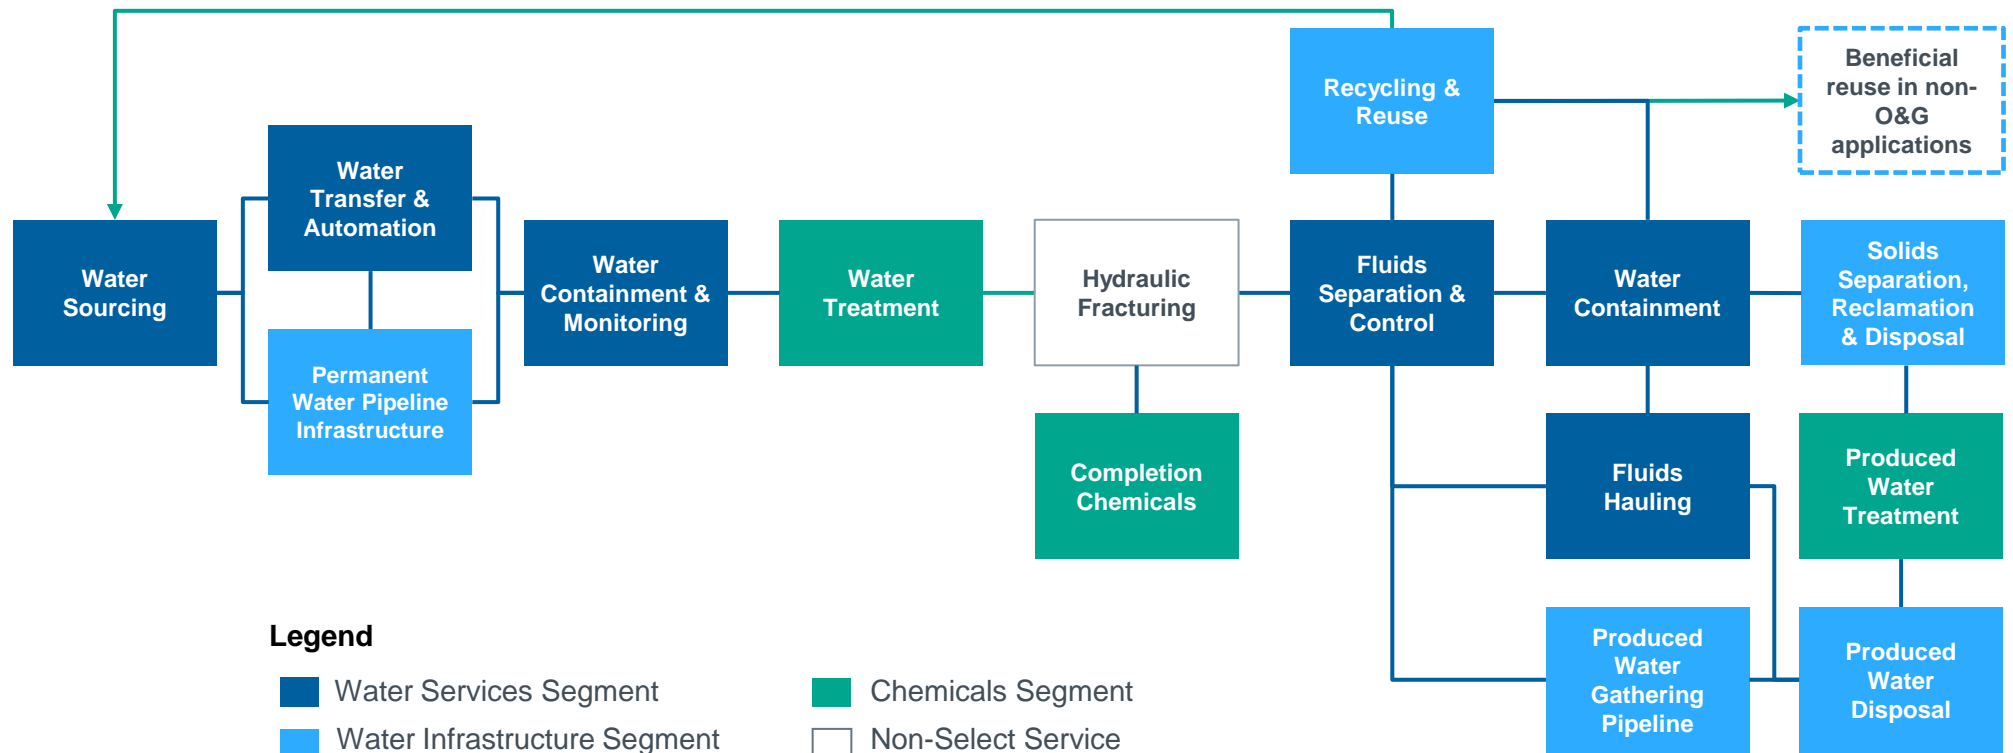 Recycling &
Reuse
Beneficial
reuse in non-
O&G
applications
Water
Transfer &
Automation
Water
Sourcing
Water
Containment &
Monitoring
Water
Treatment
Hydraulic
Fracturing
Fluids
Separation &
Control
Water
Containment
Solids
Separation,
Reclamation
& Disposal
Permanent
Water Pipeline
Infrastructure
Completion
Chemicals
Fluids
Hauling
Produced
Water
Treatment
Produced
Water
Gathering
Pipeline
Produced
Water
Disposal
Legend
Water Services Segment
Chemicals Segment
Water Infrastructure Segment
Non-Select Service